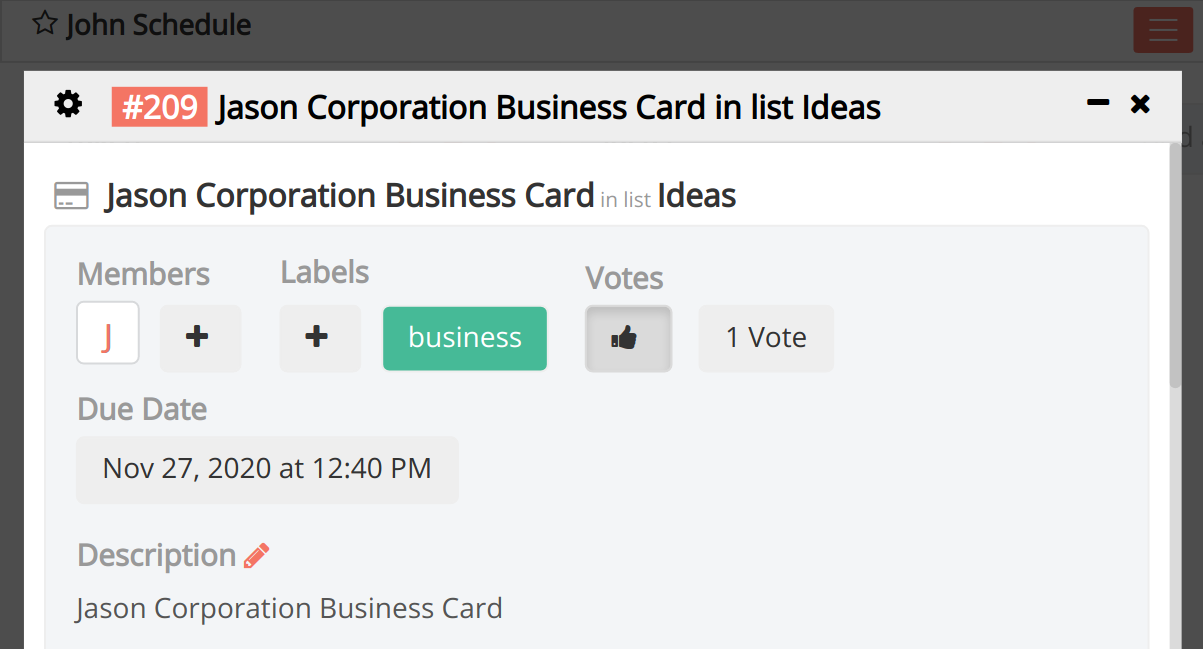 John Schedule
#209 Jason Corporation Business Card in list Ideas
Jason Corporation Business Card in list Ideas
Members Labels Votes
J business 1 Vote
Due Date
Nov 27, 2020 at 12:40 PM
Description
Jason Corporation Business Card